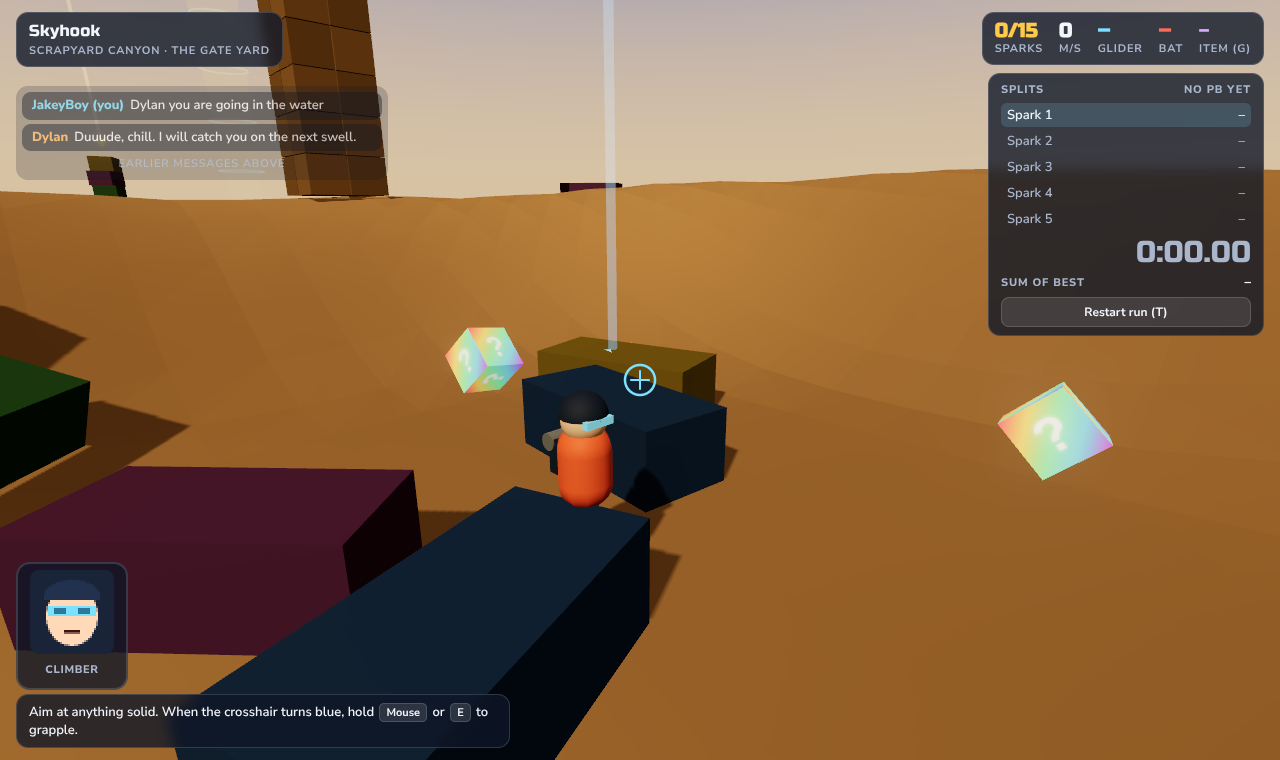 Skyhook
SCRAPYARD CANYON · THE GATE YARD
JakeyBoy (you) Dylan you are going in the water
Dylan Duuude, chill. I will catch you on the next swell.
EARLIER MESSAGES ABOVE
0/15
SPARKS
0
M/S
–
GLIDER
–
BAT
–
ITEM (G)
SPLITS NO PB YET
Spark 1 –
Spark 2 –
Spark 3 –
Spark 4 –
Spark 5 –
0:00.00
SUM OF BEST –
Restart run (T)
? ? ?
?
CLIMBER
Aim at anything solid. When the crosshair turns blue, hold Mouse or E to
grapple.